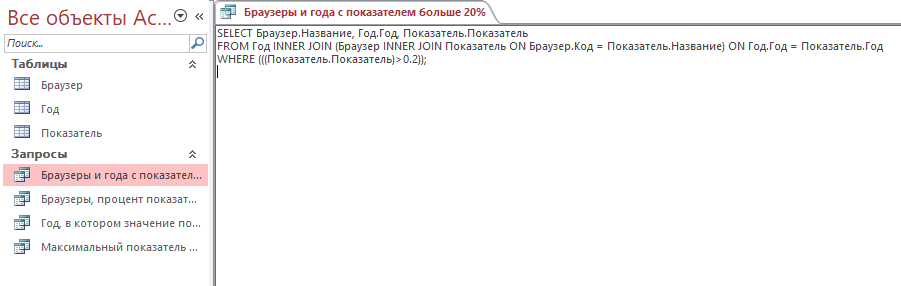 Все объекты Ac...
Поиск...
Таблицы
Браузер
Год
Показатель
Запросы
Браузеры и года с показател...
Браузеры, процент показат...
Год, в котором значение по...
Максимальный показатель ...
Браузеры и года с показателем больше 20%
SELECT Браузер.Название, Год.Год, Показатель.Показатель
FROM Год INNER JOIN (Браузер INNER JOIN Показатель ON Браузер.Код = Показатель.Название) ON Год.Год = Показатель.Год
WHERE (((Показатель.Показатель)>0.2));